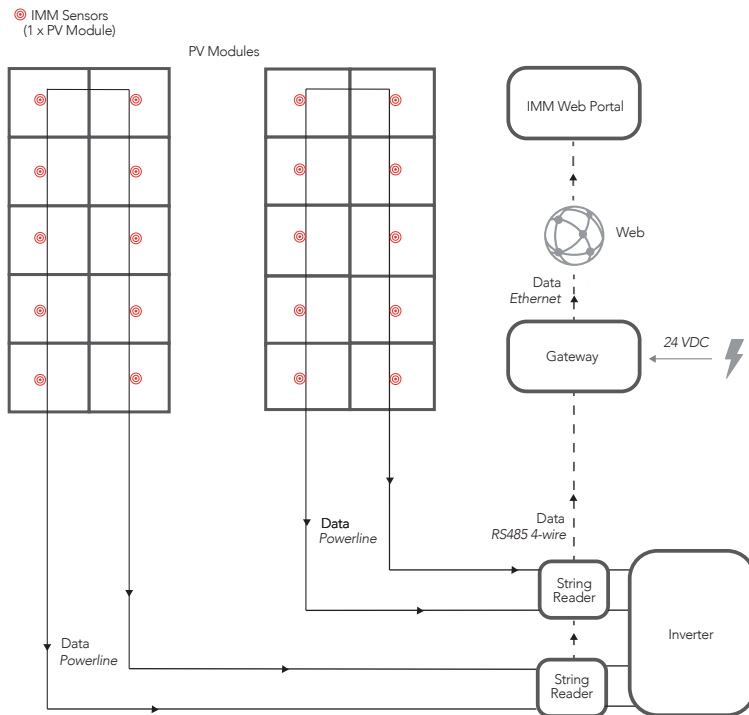 IMM Sensors
(1 x PV Module)
PV Modules
IMM Web Portal
Web
Data
Ethernet
24 VDC
Gateway
Data
Powerline
Data
RS485 4-wire
String
Reader
Inverter
Data
Powerline
String
Reader